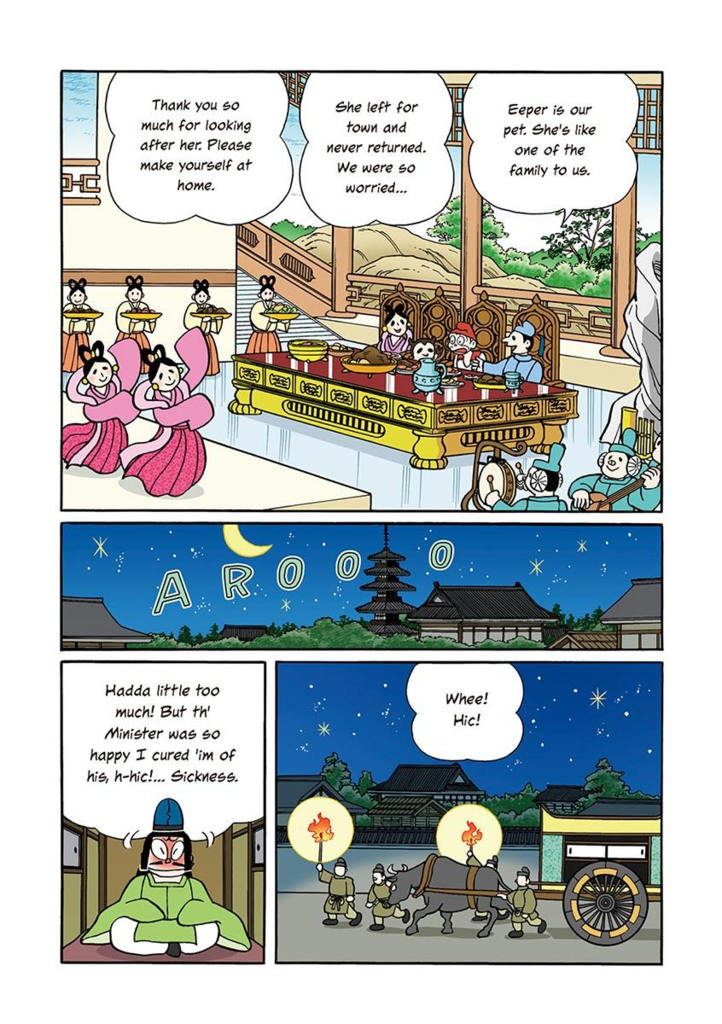 Eeper is our
pet. She's like
one of the
family to us.
She left for
town and
never returned.
We were so
worried...
Thank you so
much for looking
after her. Please
make yourself at
home.
AROOO
Whee!
Hic!
Hadda little too
much! But th'
Minister was so
happy I cured 'im of
his, h-hic!... Sickness.